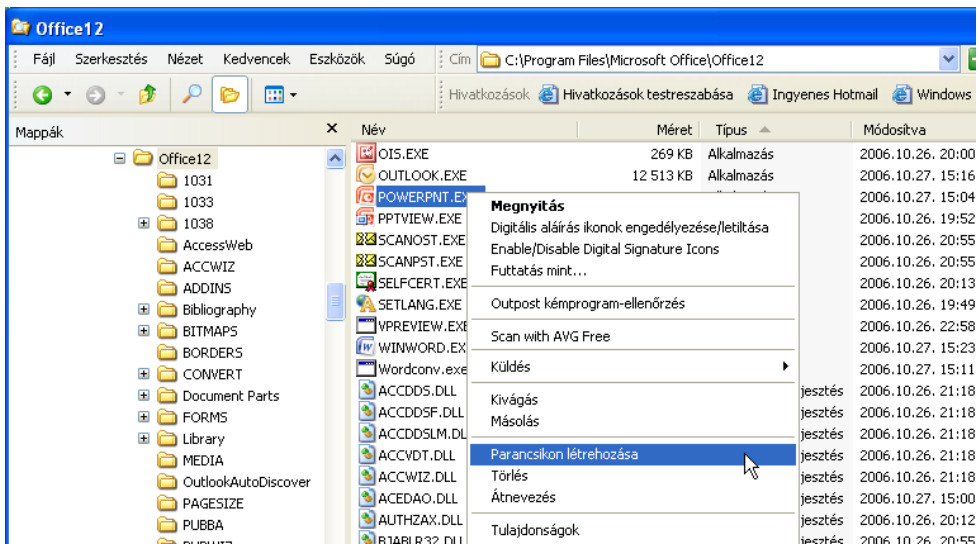 Office12
Fájl Szerkesztés Nézet Kedvencek Eszközök Súgó Cím C:\Program Files\Microsoft Office\Office12
Hivatkozások Hivatkozások testreszabása Ingyenes Hotmail Windows
Mappák
Office12
1031
1033
1038
AccessWeb
ACCWIZ
ADDINS
Bibliography
BITMAPS
BORDERS
CONVERT
Document Parts
FORMS
Library
MEDIA
OutlookAutoDiscover
PAGESIZE
PUBBA
Név Méret Típus Módosítva
OIS.EXE 269 KB Alkalmazás 2006.10.26. 20:00
OUTLOOK.EXE 12 513 KB Alkalmazás 2006.10.27. 15:16
POWERPNT.EX 2006.10.27. 15:04
PPTVIEW.EXE 2006.10.26. 19:52
SCANOST.EXE 2006.10.26. 20:55
SCANPST.EXE 2006.10.26. 20:55
SELFCERT.EXE 2006.10.26. 20:13
SETLANG.EXE 2006.10.26. 19:49
VPREVIEW.EXE 2006.10.26. 22:58
WINWORD.EX 2006.10.27. 15:23
Wordconv.exe 2006.10.27. 15:11
ACCDDS.DLL jesztés 2006.10.26. 21:18
ACCDDSF.DLL jesztés 2006.10.26. 21:18
ACCDDSLM.DL jesztés 2006.10.26. 21:18
ACCVDT.DLL jesztés 2006.10.26. 21:18
ACCWIZ.DLL jesztés 2006.10.26. 21:18
ACEDAO.DLL jesztés 2006.10.27. 15:00
AUTHZAX.DLL jesztés 2006.10.26. 20:12
BJABLR32.DLL jesztés 2006.10.26. 20:55
Megnyitás
Digitális aláírás ikonok engedélyezése/letiltása
Enable/Disable Digital Signature Icons
Futtatás mint...
Outpost kémprogram-ellenőrzés
Scan with AVG Free
Küldés
Kivágás
Másolás
Parancsikon létrehozása
Törlés
Átnevezés
Tulajdonságok